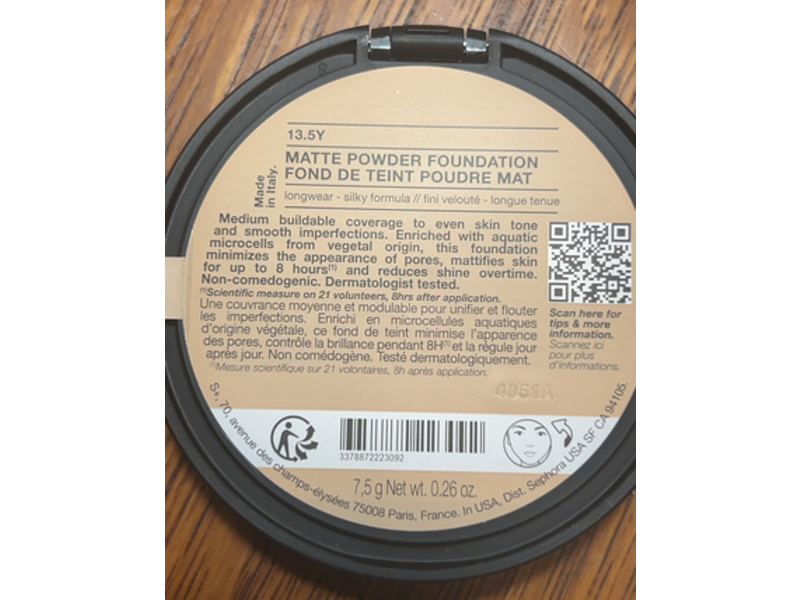 13.5Y
MATTE POWDER FOUNDATION
FOND DE TEINT POUDRE MAT
Made
in Italy.
longwear - silky formula // fini velouté - longue tenue
Medium buildable coverage to even skin tone
and smooth imperfections. Enriched with aquatic
microcells from vegetal origin, this foundation
minimizes the appearance of pores, mattifies skin
for up to 8 hours(1) and reduces shine overtime.
Non-comedogenic. Dermatologist tested.
(1)Scientific measure on 21 volunteers, 8hrs after application.
Une couvrance moyenne et modulable pour unifier et flouter
les imperfections. Enrichi en microcellules aquatiques
d'origine végétale, ce fond de teint minimise l'apparence
des pores, contrôle la brillance pendant 8H(1) et la régule jour
après jour. Non comédogène. Testé dermatologiquement.
(1)Mesure scientifique sur 21 volontaires, 8h après application.
Scan here for
tips & more
information.
Scannez ici
pour plus
d'informations.
4051A
3378872223092
7,5 g Net wt. 0.26 oz.
S+, 70, avenue des champs-élysées 75008 Paris, France. In USA, Dist. Sephora USA SF CA 94105.